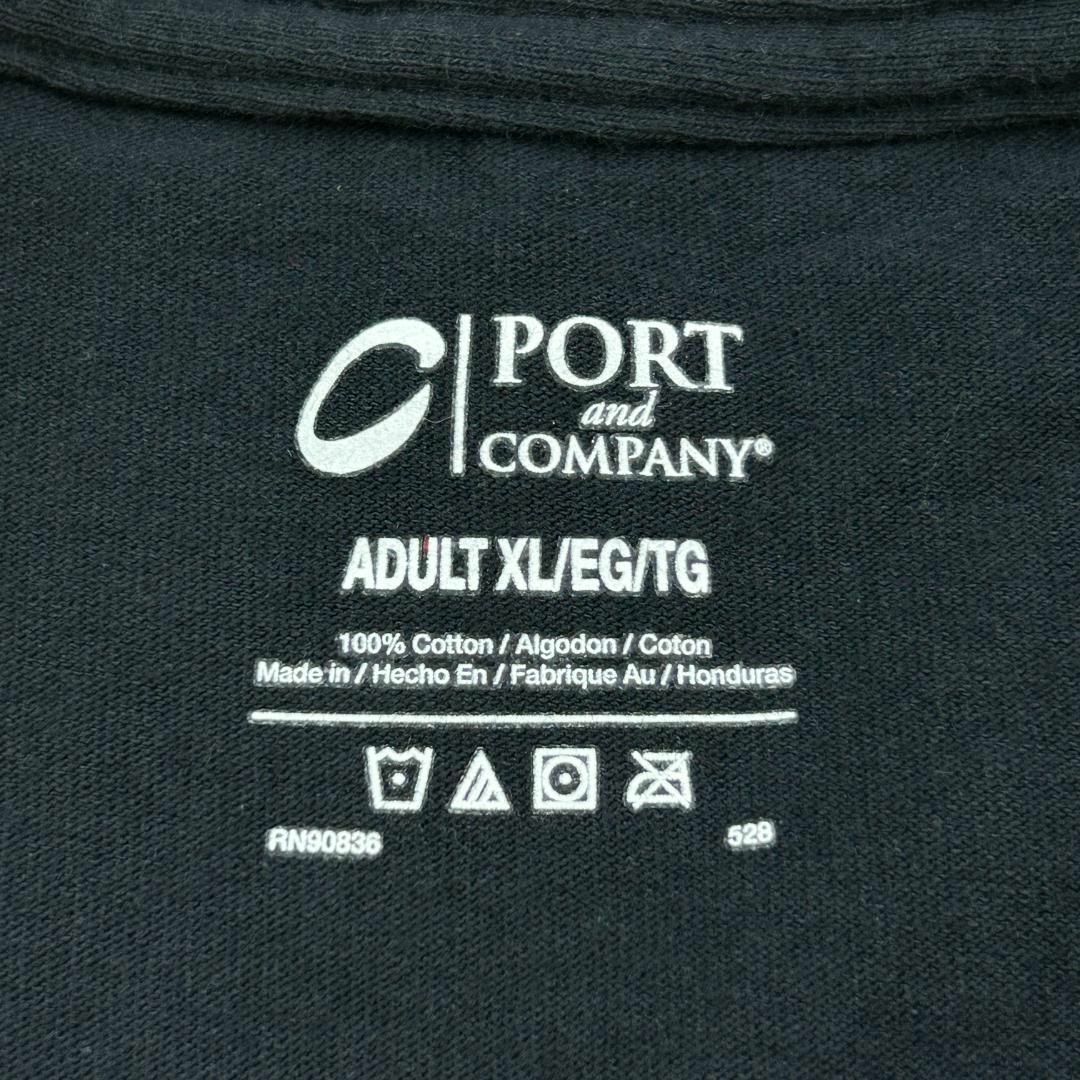 PORT
and
COMPANY®
ADULT XL/EG/TG
100% Cotton / Algodon / Coton
Made in / Hecho En / Fabrique Au / Honduras
RN90836 528